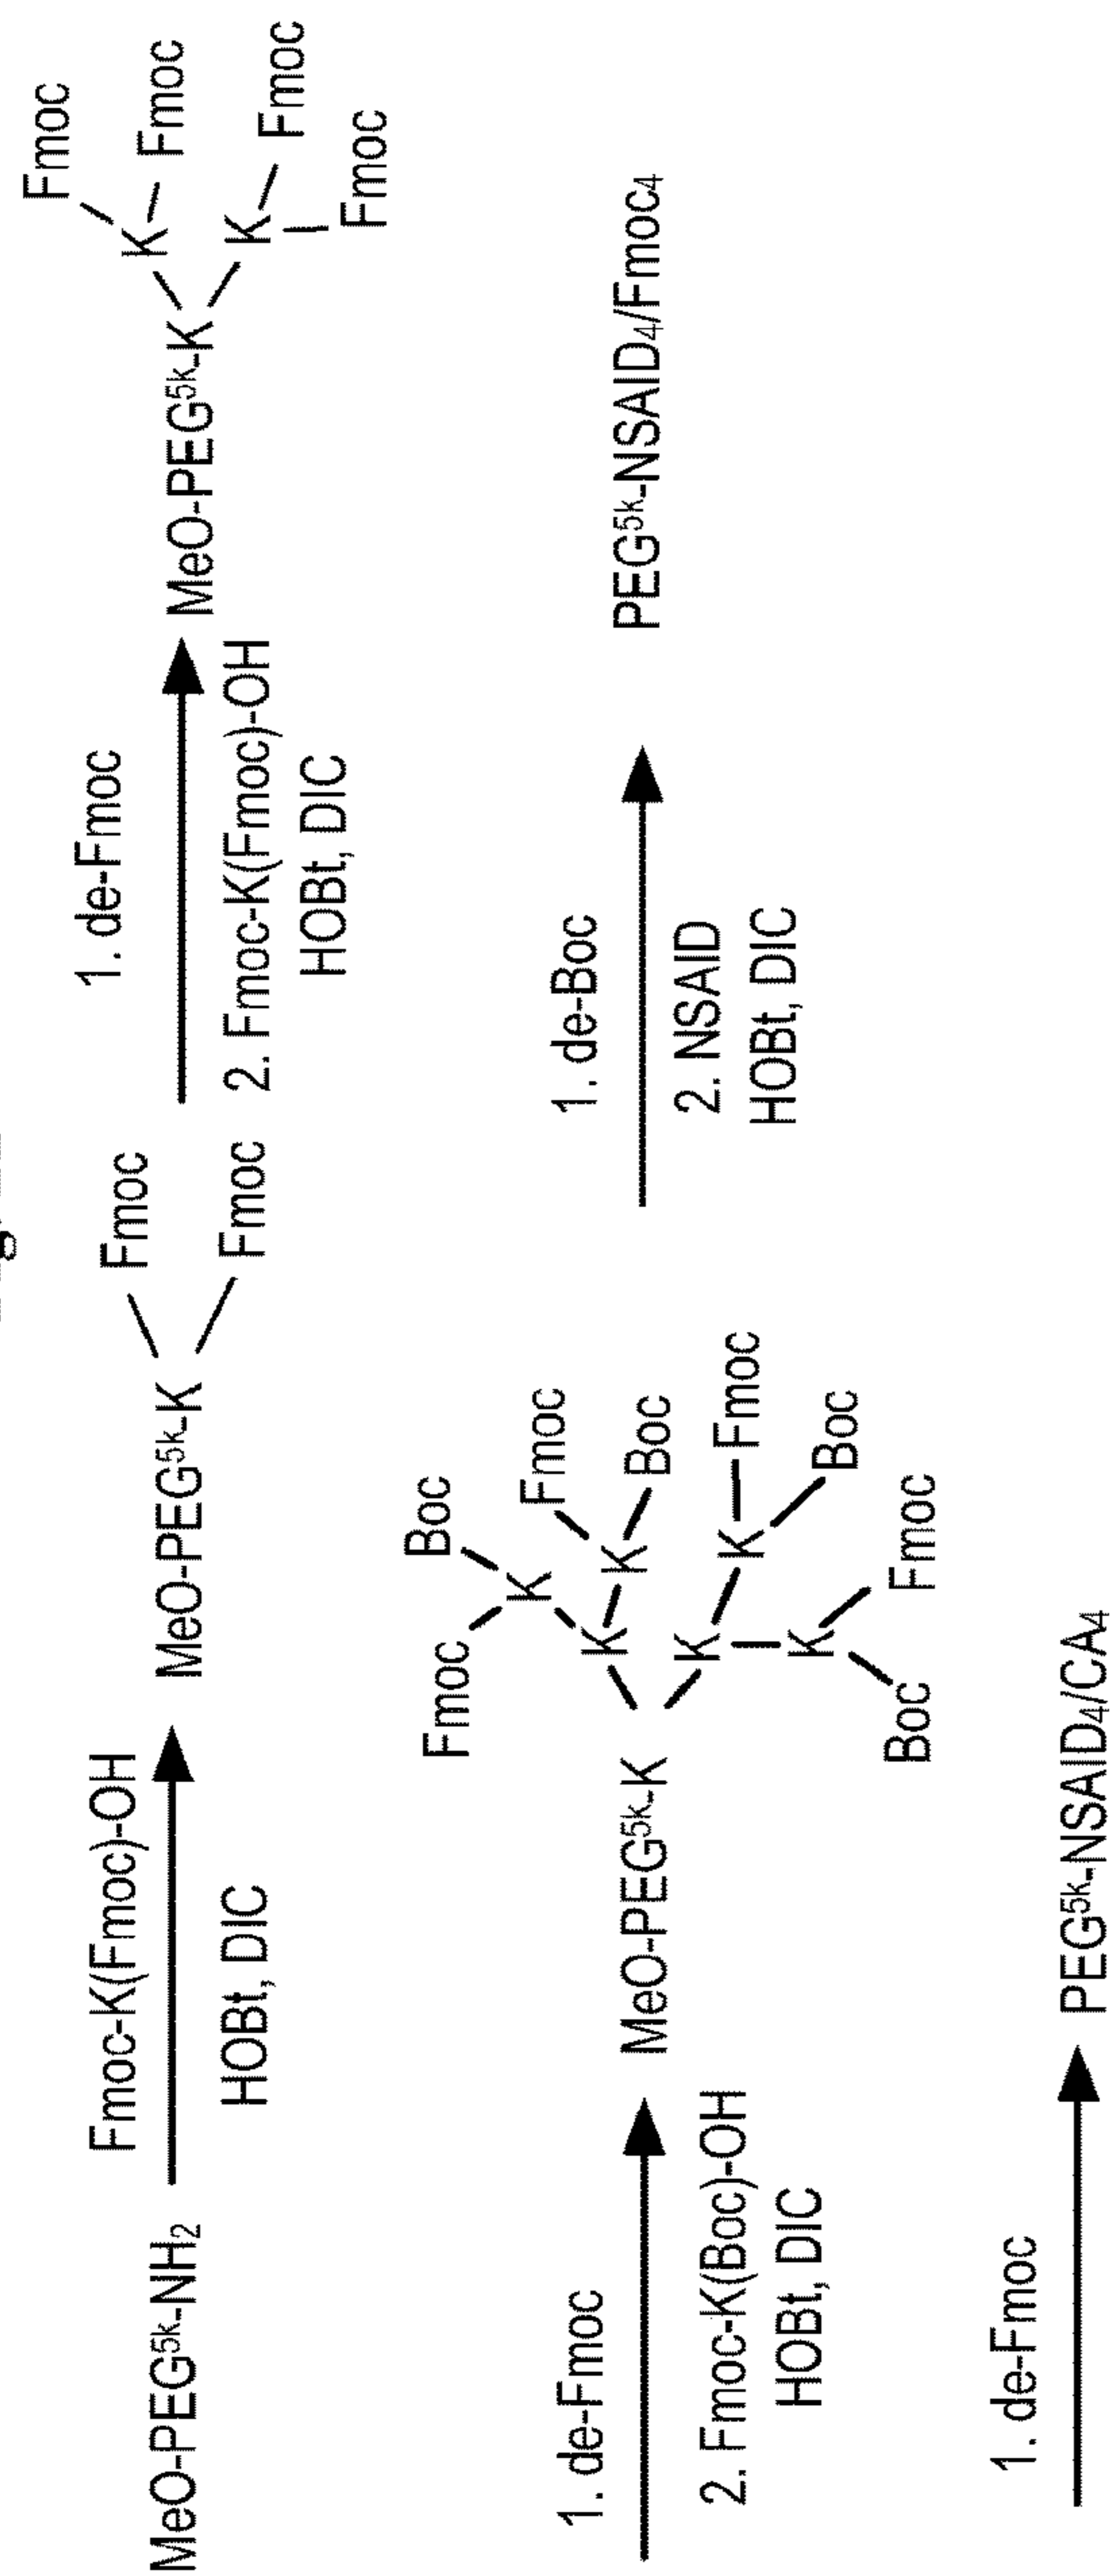 MeO-PEG5k-NH2
Fmoc-K(Fmoc)-OH
HOBt, DIC
MeO-PEG5k-K
Fmoc
Fmoc
1. de-Fmoc
2. Fmoc-K(Fmoc)-OH
HOBt, DIC
MeO-PEG5k-K
K
K
Fmoc
Fmoc
Fmoc
Fmoc
1. de-Fmoc
2. Fmoc-K(Boc)-OH
HOBt, DIC
MeO-PEG5k-K
Boc
Fmoc
K
Fmoc
K
K
Boc
K
K
Fmoc
K
Boc
Boc
Fmoc
1. de-Boc
2. NSAID
HOBt, DIC
PEG5k-NSAID4/Fmoc4
1. de-Fmoc
PEG5k-NSAID4/CA4